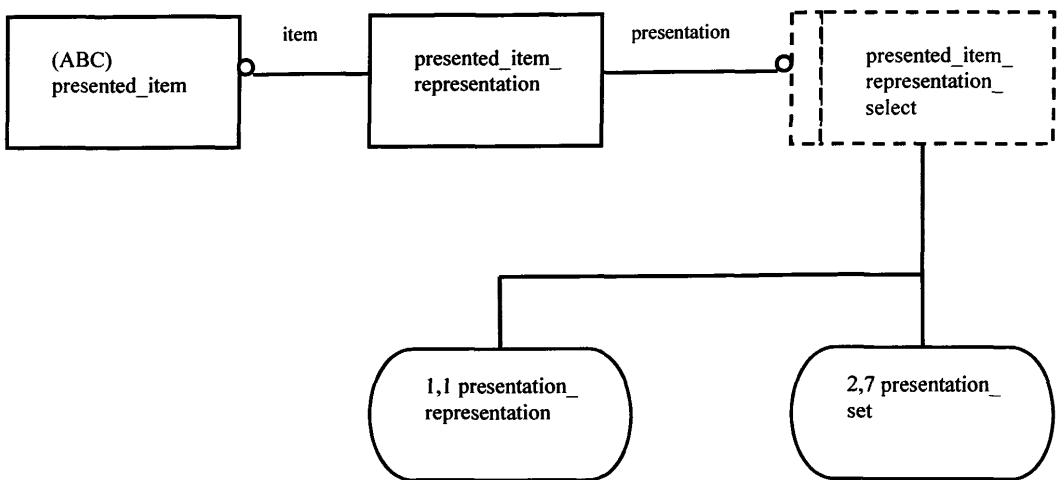 item
presentation
(ABC)
presented_item
presented_item_
representation
presented_item_
representation_
select
1,1 presentation_
representation
2,7 presentation_
set